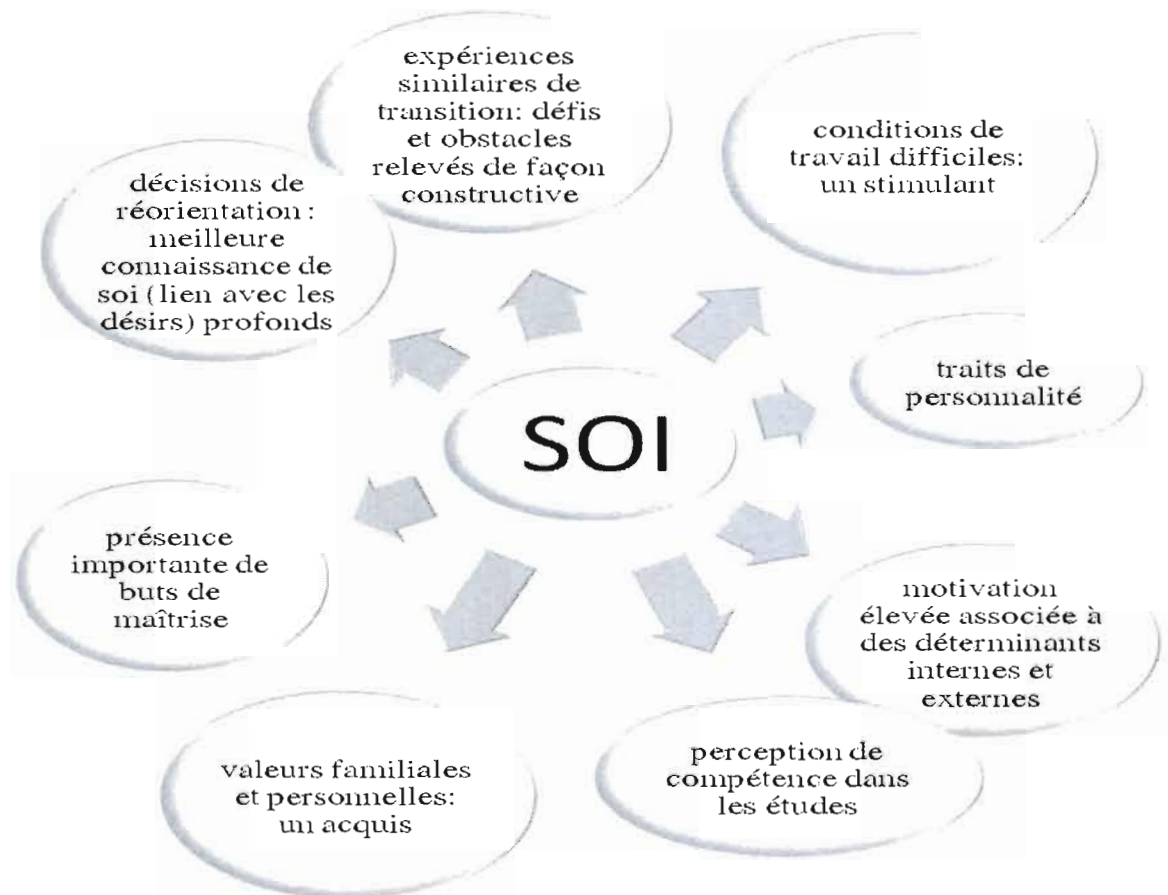 expériences
similaires de
transition: défis
et obstacles
relevés de façon
constructive
conditions de
travail difficiles:
un stimulant
décisions de
réorientation :
meilleure
connaissance de
soi (lien avec les
désirs) profonds
traits de
personnalité
SOI
présence
importante de
buts de
maîtrise
motivation
élevée associée à
des déterminants
internes et
externes
perception de
compétence dans
les études
valeurs familiales
et personnelles:
un acquis